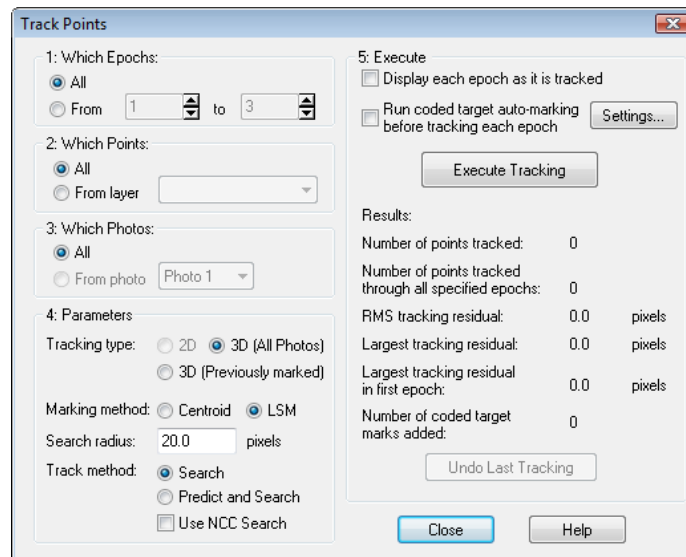 Track Points
1: Which Epochs:
All
From 1 to 3
2: Which Points:
All
From layer
3: Which Photos:
All
From photo Photo 1
4: Parameters
Tracking type: 2D 3D (All Photos)
3D (Previously marked)
Marking method: Centroid LSM
Search radius: 20.0 pixels
Track method: Search
Predict and Search
Use NCC Search
5: Execute
Display each epoch as it is tracked
Run coded target auto-marking
before tracking each epoch
Settings...
Execute Tracking
Results:
Number of points tracked: 0
Number of points tracked
through all specified epochs: 0
RMS tracking residual: 0.0 pixels
Largest tracking residual: 0.0 pixels
Largest tracking residual
in first epoch: 0.0 pixels
Number of coded target
marks added: 0
Undo Last Tracking
Close Help